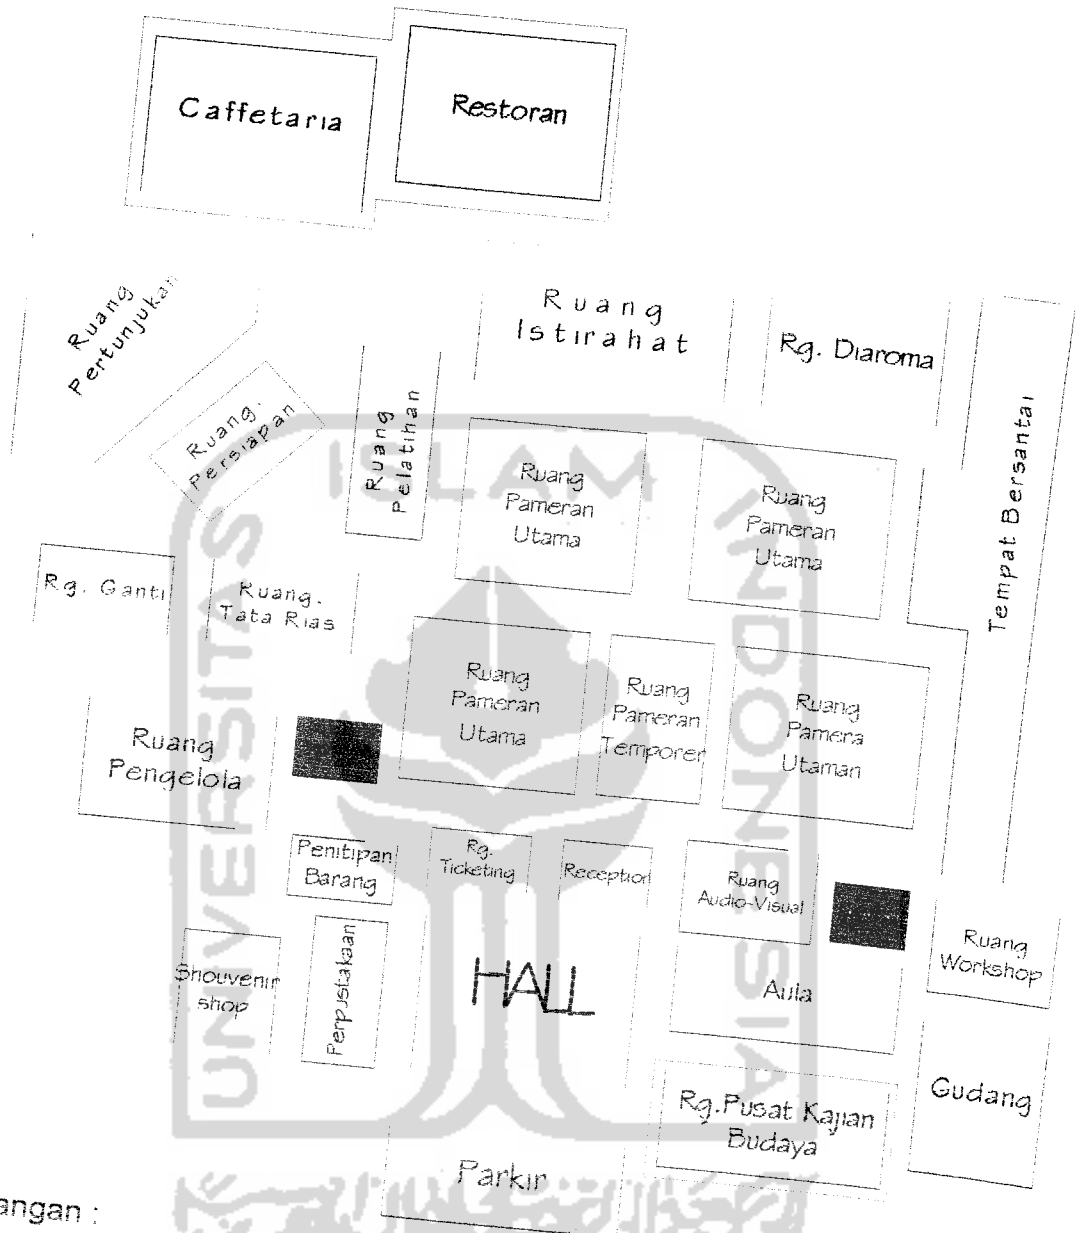 Caffetaria
Restoran
Ruang
Pertunjukan
Ruang
Istirahat
Rg. Diaroma
Ruang.
Persiapan
Ruang
Pelatihan
Tempat Bersantai
Ruang
Pameran
Utama
Ruang
Pameran
Utama
Rg. Ganti
Ruang.
Tata Rias
Ruang
Pameran
Utama
Ruang
Pameran
Temporer
Ruang
Pamera
Utaman
Ruang
Pengelola
Penitipan
Barang
Rg.
Ticketing
Reception
Ruang
Audio-Visual
Ruang
Workshop
Shouvenir
shop
Perpustakaan
HALL
Aula
Rg.Pusat Kajian
Budaya
Gudang
Parkir
angan :
UNIVERSITAS
ISLAM
INDONESIA